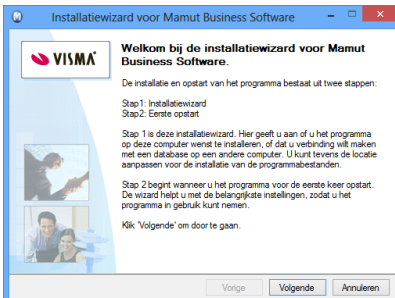 Installatiewizard voor Mamut Business Software
VISMA
Welkom bij de installatiewizard voor Mamut
Business Software.
De installatie en opstart van het programma bestaat uit twee stappen:
Stap1: Installatiewizard
Stap2: Eerste opstart
Stap 1 is deze installatiewizard. Hier geeft u aan of u het programma
op deze computer wenst te installeren, of dat u verbinding wilt maken
met een database op een andere computer. U kunt tevens de locatie
aanpassen voor de installatie van de programmabestanden.
Stap 2 begint wanneer u het programma voor de eerste keer opstart.
De wizard helpt u met de belangrijkste instellingen, zodat u het
programma in gebruik kunt nemen.
Klik 'Volgende' om door te gaan.
Vorige Volgende Annuleren